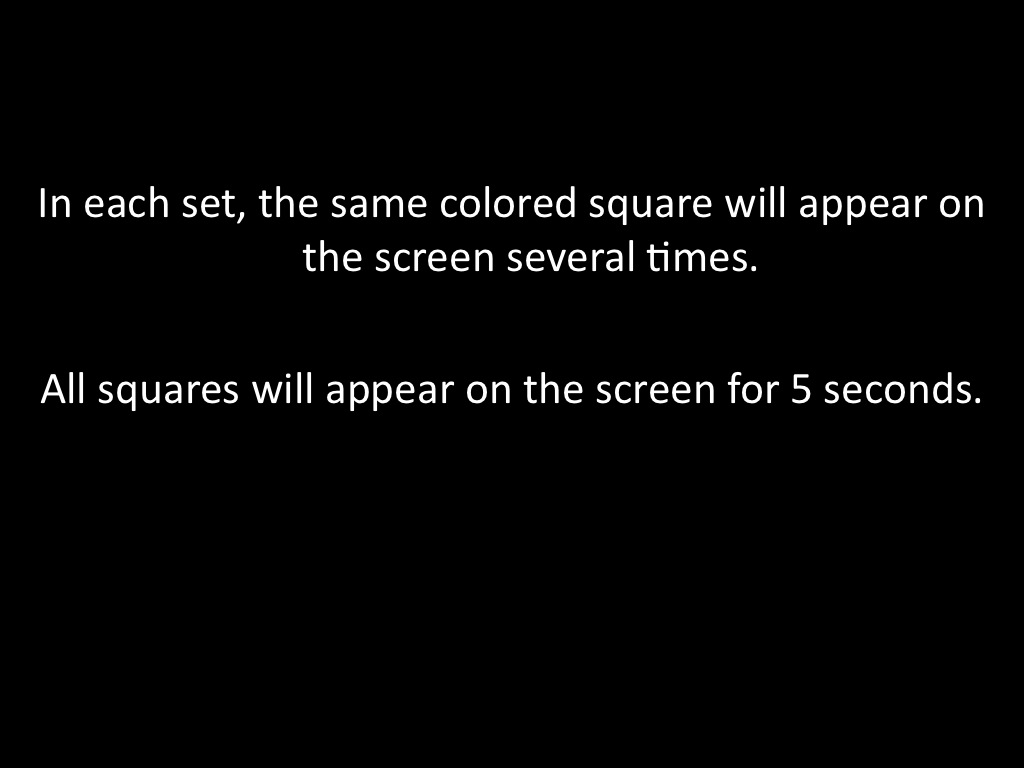 In each set, the same colored square will appear on
the screen several times.
All squares will appear on the screen for 5 seconds.